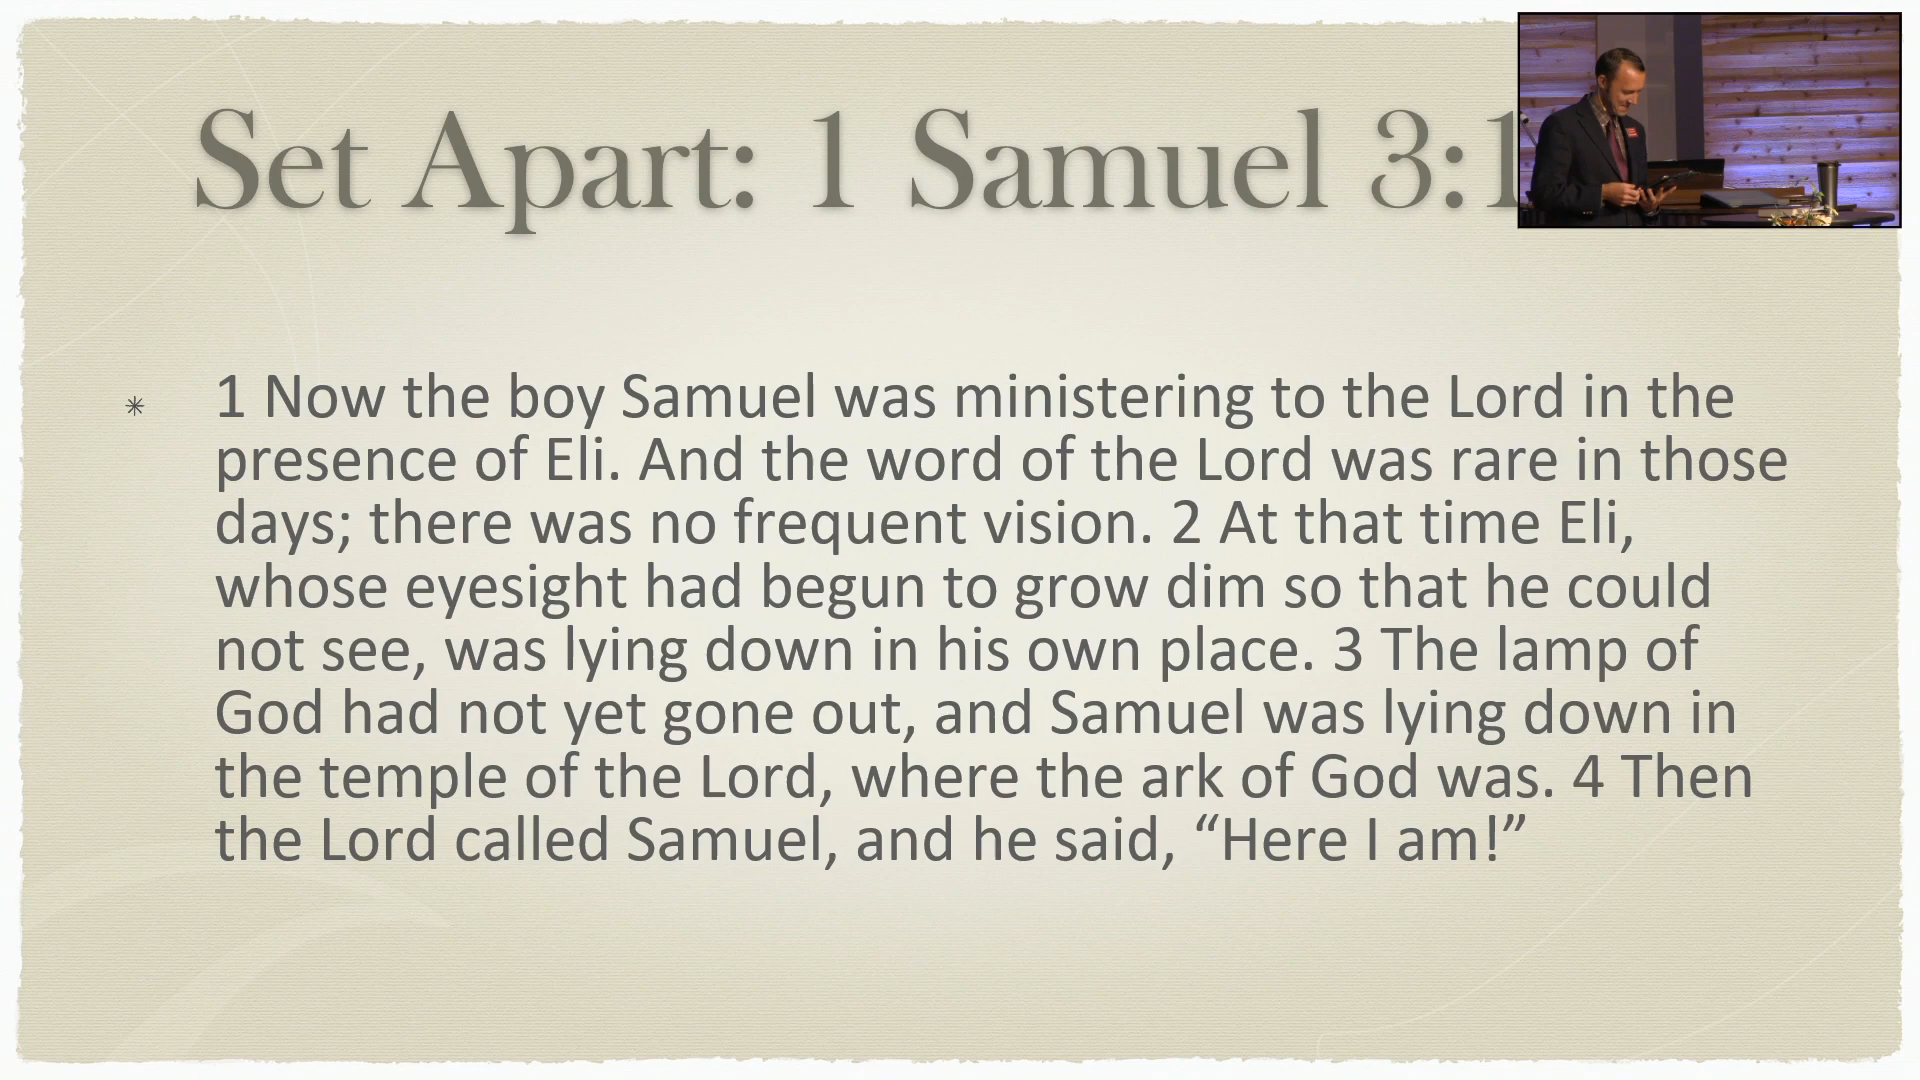 Set Apart: 1 Samuel 3:1
1 Now the boy Samuel was ministering to the Lord in the
presence of Eli. And the word of the Lord was rare in those
days; there was no frequent vision. 2 At that time Eli,
whose eyesight had begun to grow dim so that he could
not see, was lying down in his own place. 3 The lamp of
God had not yet gone out, and Samuel was lying down in
the temple of the Lord, where the ark of God was. 4 Then
the Lord called Samuel, and he said, “Here I am!”